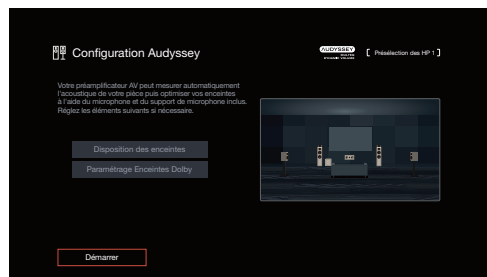 Configuration Audyssey
AUDYSSEY
[ Présélection des HP 1 ]
Votre préamplificateur AV peut mesurer automatiquement
l'acoustique de votre pièce puis optimiser vos enceintes
à l'aide du microphone et du support de microphone inclus.
Réglez les éléments suivants si nécessaire.
Disposition des enceintes
Paramétrage Enceintes Dolby
Démarrer